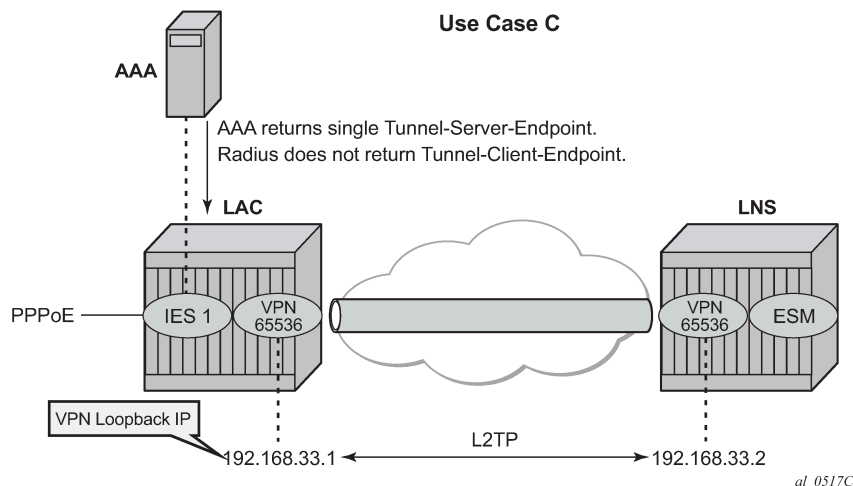 Use Case C
AAA
AAA returns single Tunnel-Server-Endpoint.
Radius does not return Tunnel-Client-Endpoint.
LAC
LNS
PPPoE
IES 1
VPN
65536
VPN
65536
ESM
VPN Loopback IP
L2TP
192.168.33.1
192.168.33.2
al_0517C